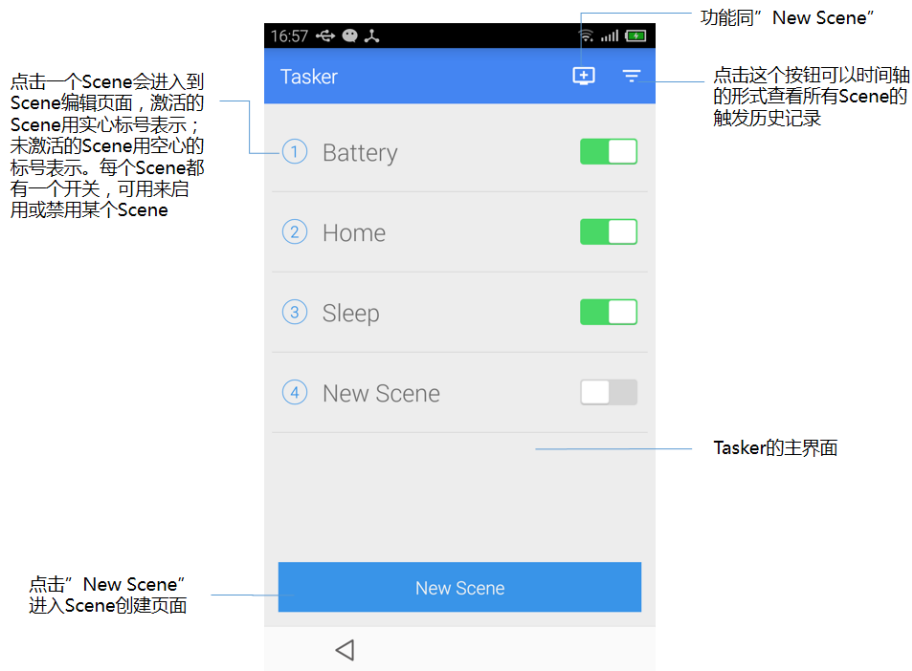 功能同”New Scene”
16:57
Tasker
点击这个按钮可以时间轴
的形式查看所有Scene的
触发历史记录
点击一个Scene会进入到
Scene编辑页面，激活的
Scene用实心标号表示；
未激活的Scene用空心的
标号表示。每个Scene都
有一个开关，可用来启
用或禁用某个Scene
1 Battery
2 Home
3 Sleep
4 New Scene
Tasker的主界面
点击”New Scene”
进入Scene创建页面
New Scene